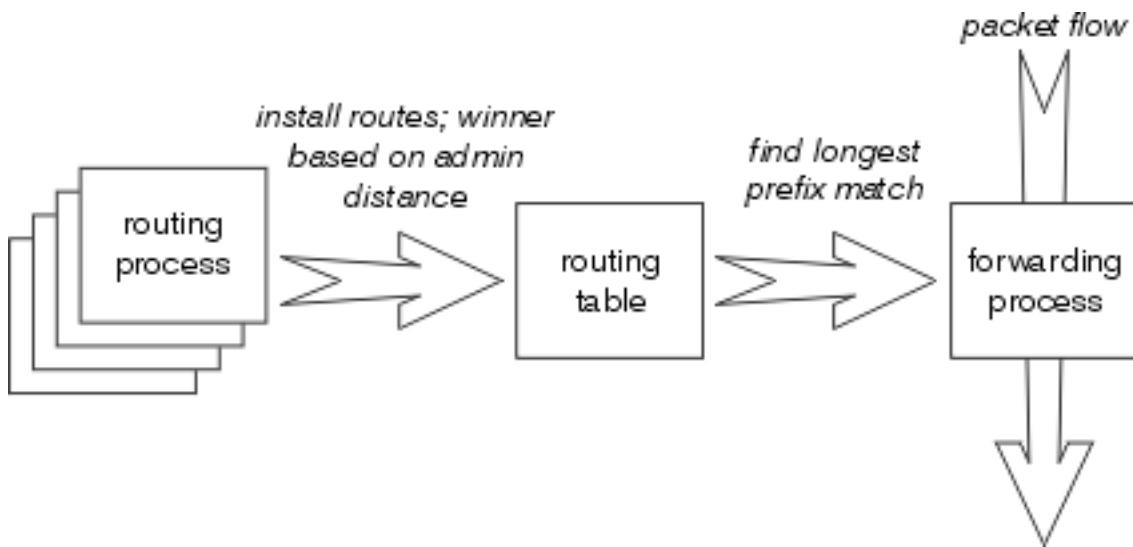 packet flow
install routes; winner
based on admin
distance
find longest
prefix match
routing
process
routing
table
forwarding
process